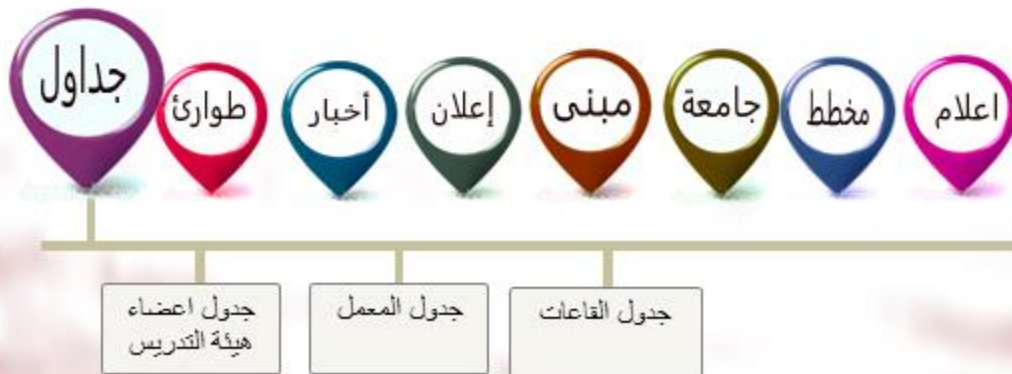 اعلام
مخطط
جامعة
مبنى
إعلان
أخبار
طوارئ
جداول
جدول القاعات
جدول المعمل
جدول اعضاء
هيئة التدريس